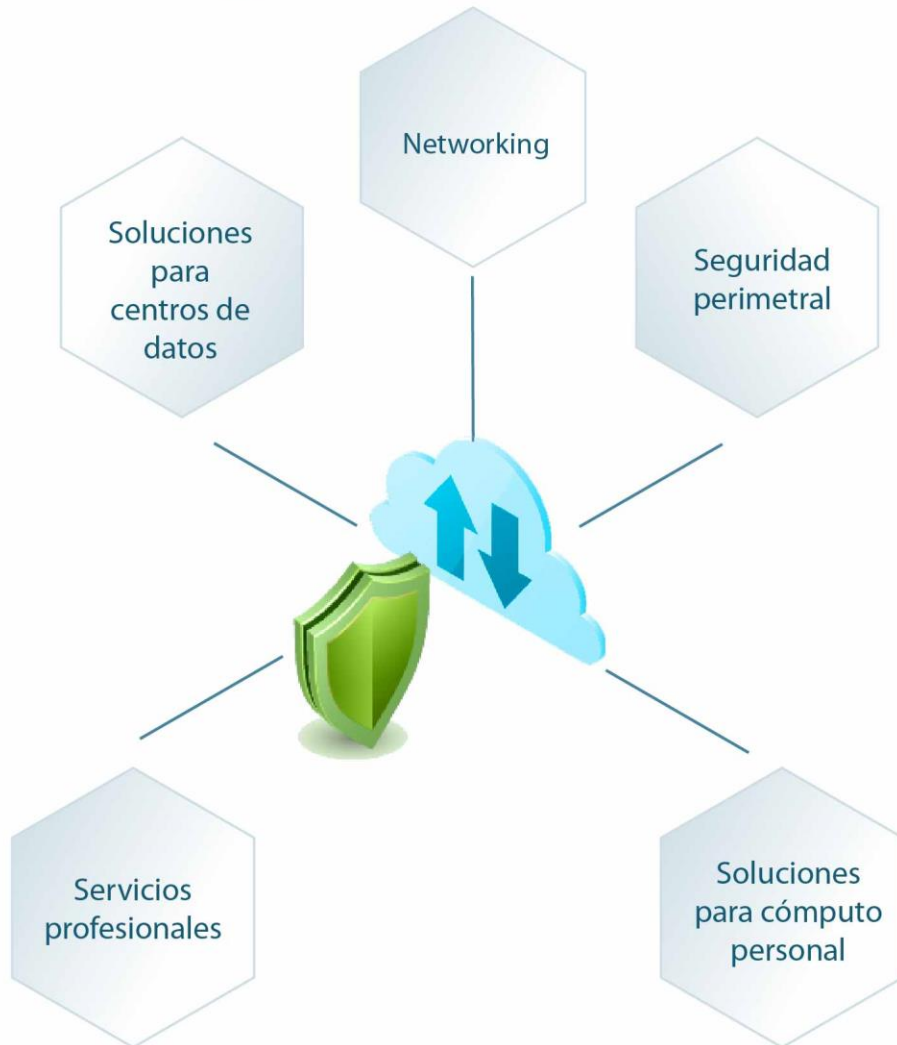 Networking
Soluciones
para
centros de
datos
Seguridad
perimetral
Servicios
profesionales
Soluciones
para cómputo
personal